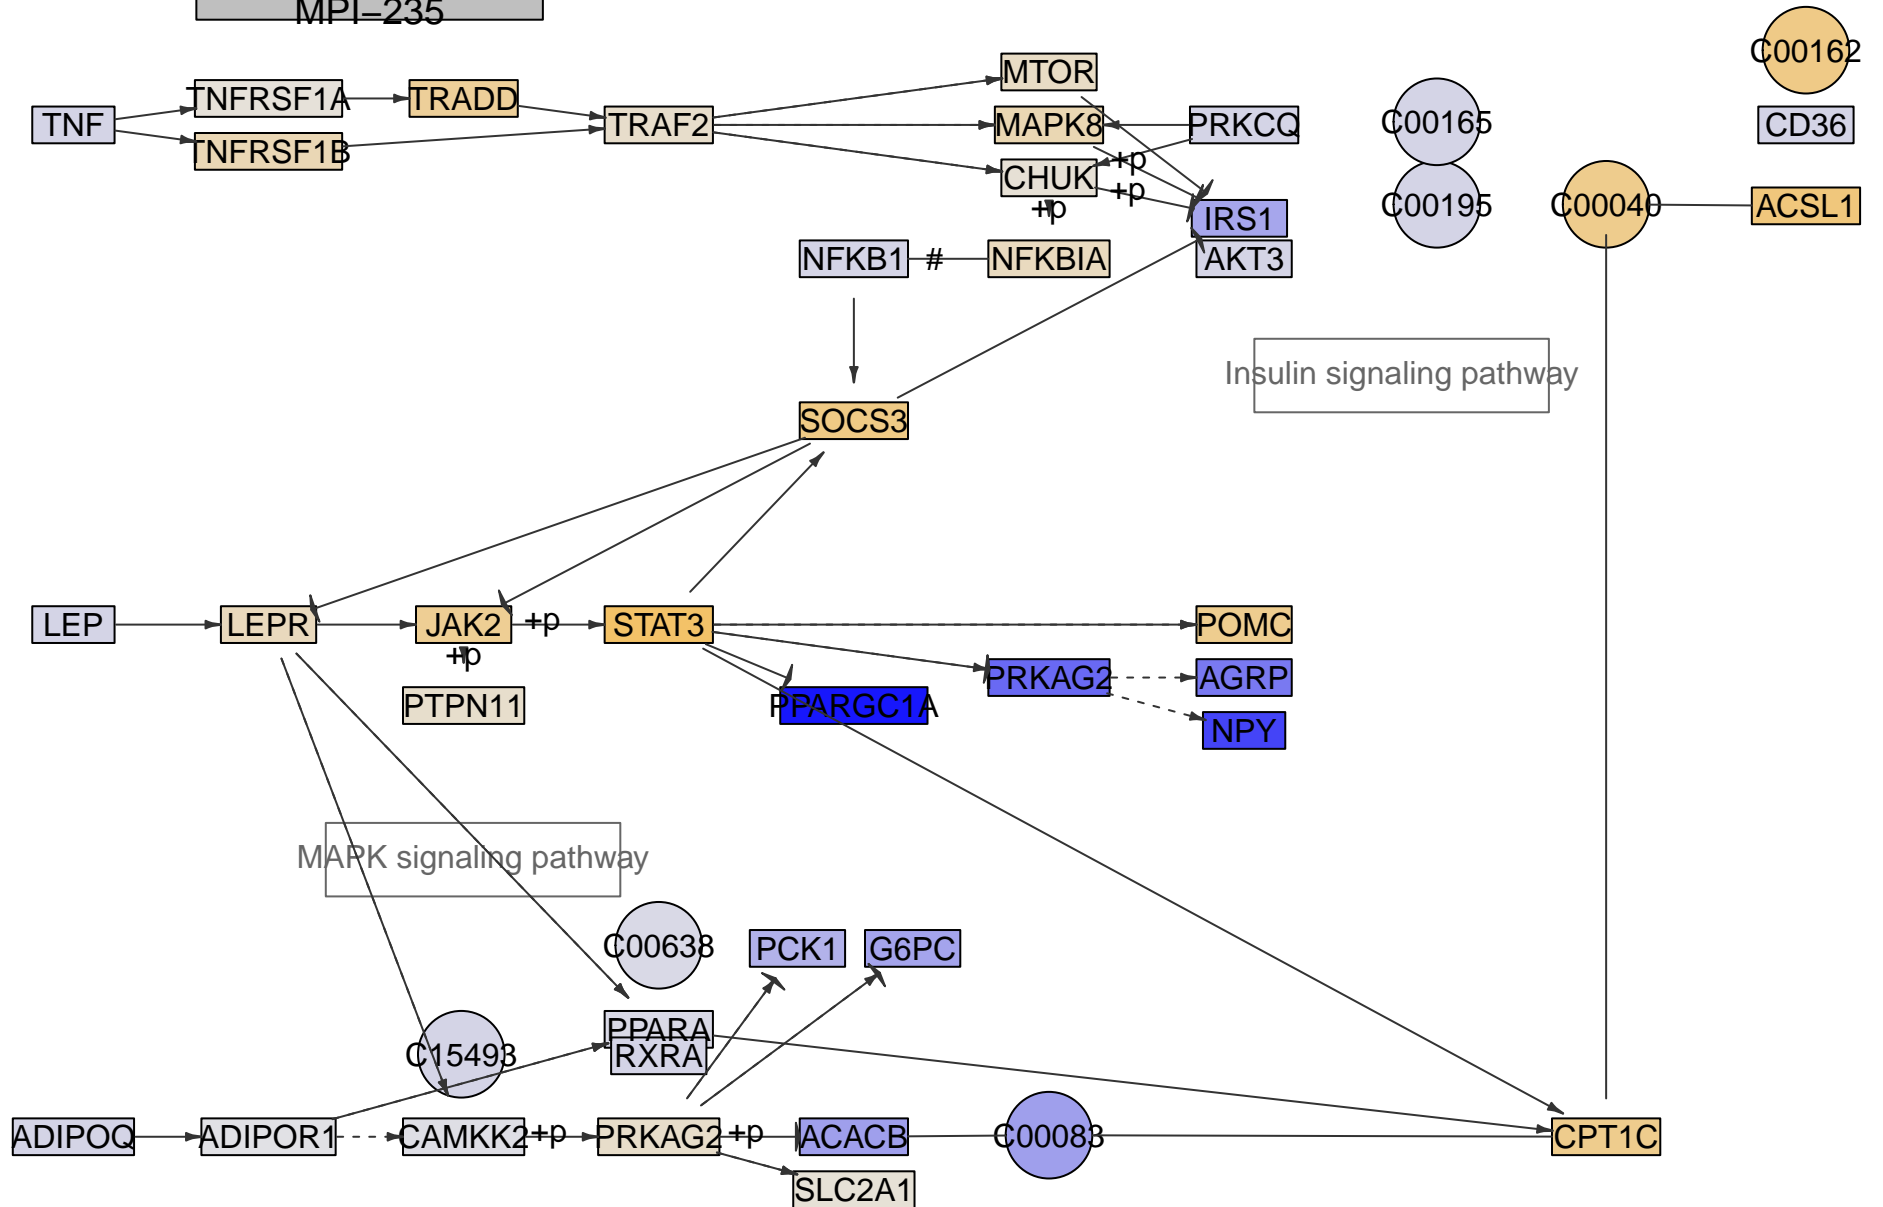 MPI–235
C00162
MTOR
TNFRSF1A
TRADD
TNF
TRAF2
MAPK8
PRKCQ
C00165
CD36
TNFRSF1B
+p
CHUK
+p
+p
IRS1
C00195
C00040
ACSL1
NFKB1
#
NFKBIA
AKT3
Insulin signaling pathway
SOCS3
LEP
LEPR
JAK2
+p
STAT3
POMC
+p
PRKAG2
AGRP
PTPN11
PPARGC1A
NPY
MAPK signaling pathway
C00638
PCK1
G6PC
PPARA
C15493
RXRA
ADIPOQ
ADIPOR1
CAMKK2
+p
PRKAG2
+p
ACACB
C00083
CPT1C
SLC2A1